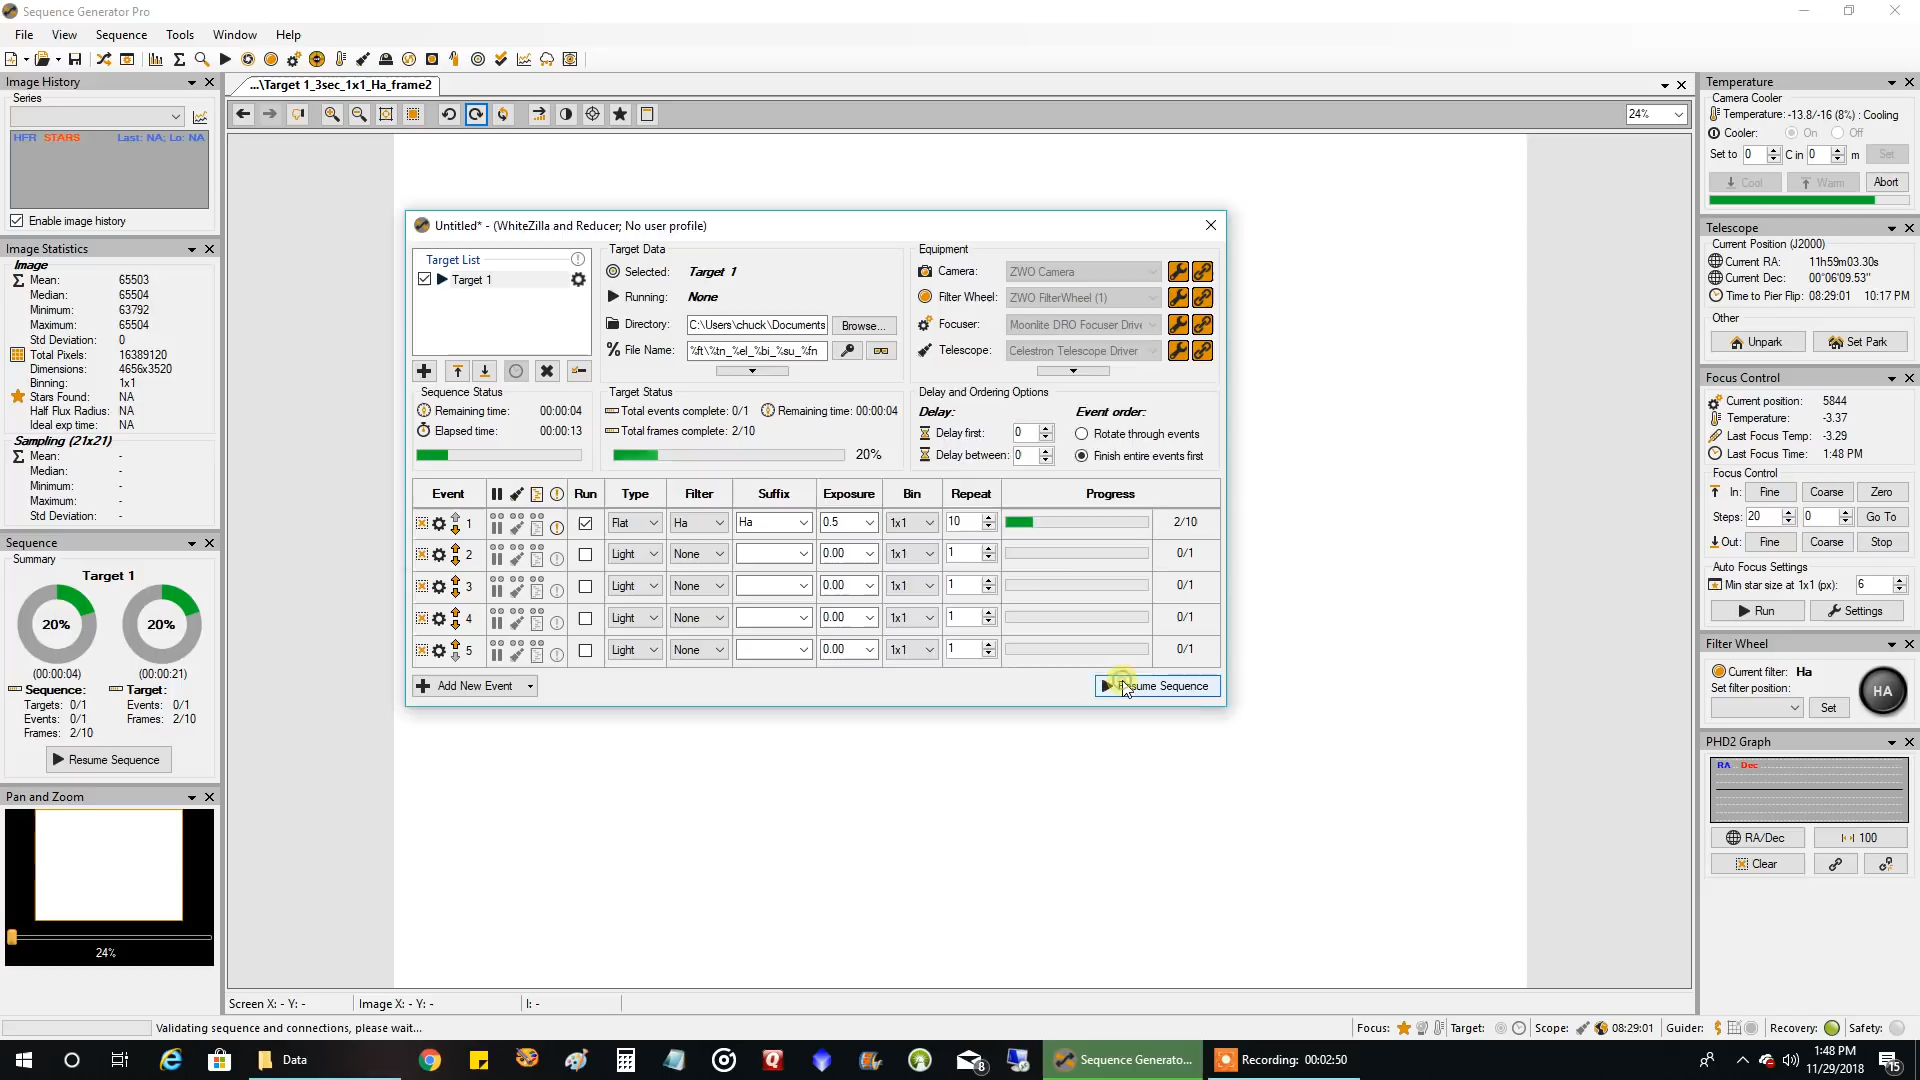 Sequence Generator Pro
File View Sequence Tools Window Help
Image History
Series
HFR STARS Last: NA; Lo: NA
Enable image history
Image Statistics
Image
Mean: 65503
Median: 65504
Minimum: 63792
Maximum: 65504
Std Deviation: 0
Total Pixels: 16389120
Dimensions: 4656x3520
Binning: 1x1
Stars Found: NA
Half Flux Radius: NA
Ideal exp time: NA
Sampling (21x21)
Mean: -
Median: -
Minimum: -
Maximum: -
Std Deviation: -
Sequence
Summary
Target 1
20% 20%
(00:00:04) (00:00:21)
Sequence: Target:
Targets: 0/1 Events: 0/1
Events: 0/1 Frames: 2/10
Frames: 2/10
Resume Sequence
Pan and Zoom
24%
...\Target 1_3sec_1x1_Ha_frame2
24%
Untitled* - (WhiteZilla and Reducer; No user profile)
Target List
Target 1
Target Data
Selected: Target 1
Running: None
Directory: C:\Users\chuck\Documents Browse...
File Name: %ft\%tn_%el_%bi_%su_%fn
Equipment
Camera: ZWO Camera
Filter Wheel: ZWO FilterWheel (1)
Focuser: Moonlite DRO Focuser Drive
Telescope: Celestron Telescope Driver
Sequence Status
Remaining time: 00:00:04
Elapsed time: 00:00:13
Target Status
Total events complete: 0/1 Remaining time: 00:00:04
Total frames complete: 2/10
20%
Delay and Ordering Options
Delay: Event order:
Delay first: 0 Rotate through events
Delay between: 0 Finish entire events first
Event Run Type Filter Suffix Exposure Bin Repeat Progress
1 Flat Ha Ha 0.5 1x1 10 2/10
2 Light None 0.00 1x1 1 0/1
3 Light None 0.00 1x1 1 0/1
4 Light None 0.00 1x1 1 0/1
5 Light None 0.00 1x1 1 0/1
Add New Event sume Sequence
Screen X: - Y: - Image X: - Y: - I: -
Temperature
Camera Cooler
Temperature: -13.8/-16 (8%) : Cooling
Cooler: On Off
Set to 0 C in 0 m Set
Cool Warm Abort
Telescope
Current Position (J2000)
Current RA: 11h59m03.30s
Current Dec: 00°06'09.53"
Time to Pier Flip: 08:29:01 10:17 PM
Other
Unpark Set Park
Focus Control
Current position: 5844
Temperature: -3.37
Last Focus Temp: -3.29
Last Focus Time: 1:48 PM
Focus Control
In: Fine Coarse Zero
Steps: 20 0 Go To
Out: Fine Coarse Stop
Auto Focus Settings
Min star size at 1x1 (px): 6
Run Settings
Filter Wheel
Current filter: Ha
Set filter position:
Set
HA
PHD2 Graph
RA Dec
RA/Dec 100
Clear
Validating sequence and connections, please wait... Focus: Target: Scope: 08:29:01 Guider: Recovery: Safety:
Data 8 Sequence Generato... Recording: 00:02:50 1:48 PM
11/29/2018 15